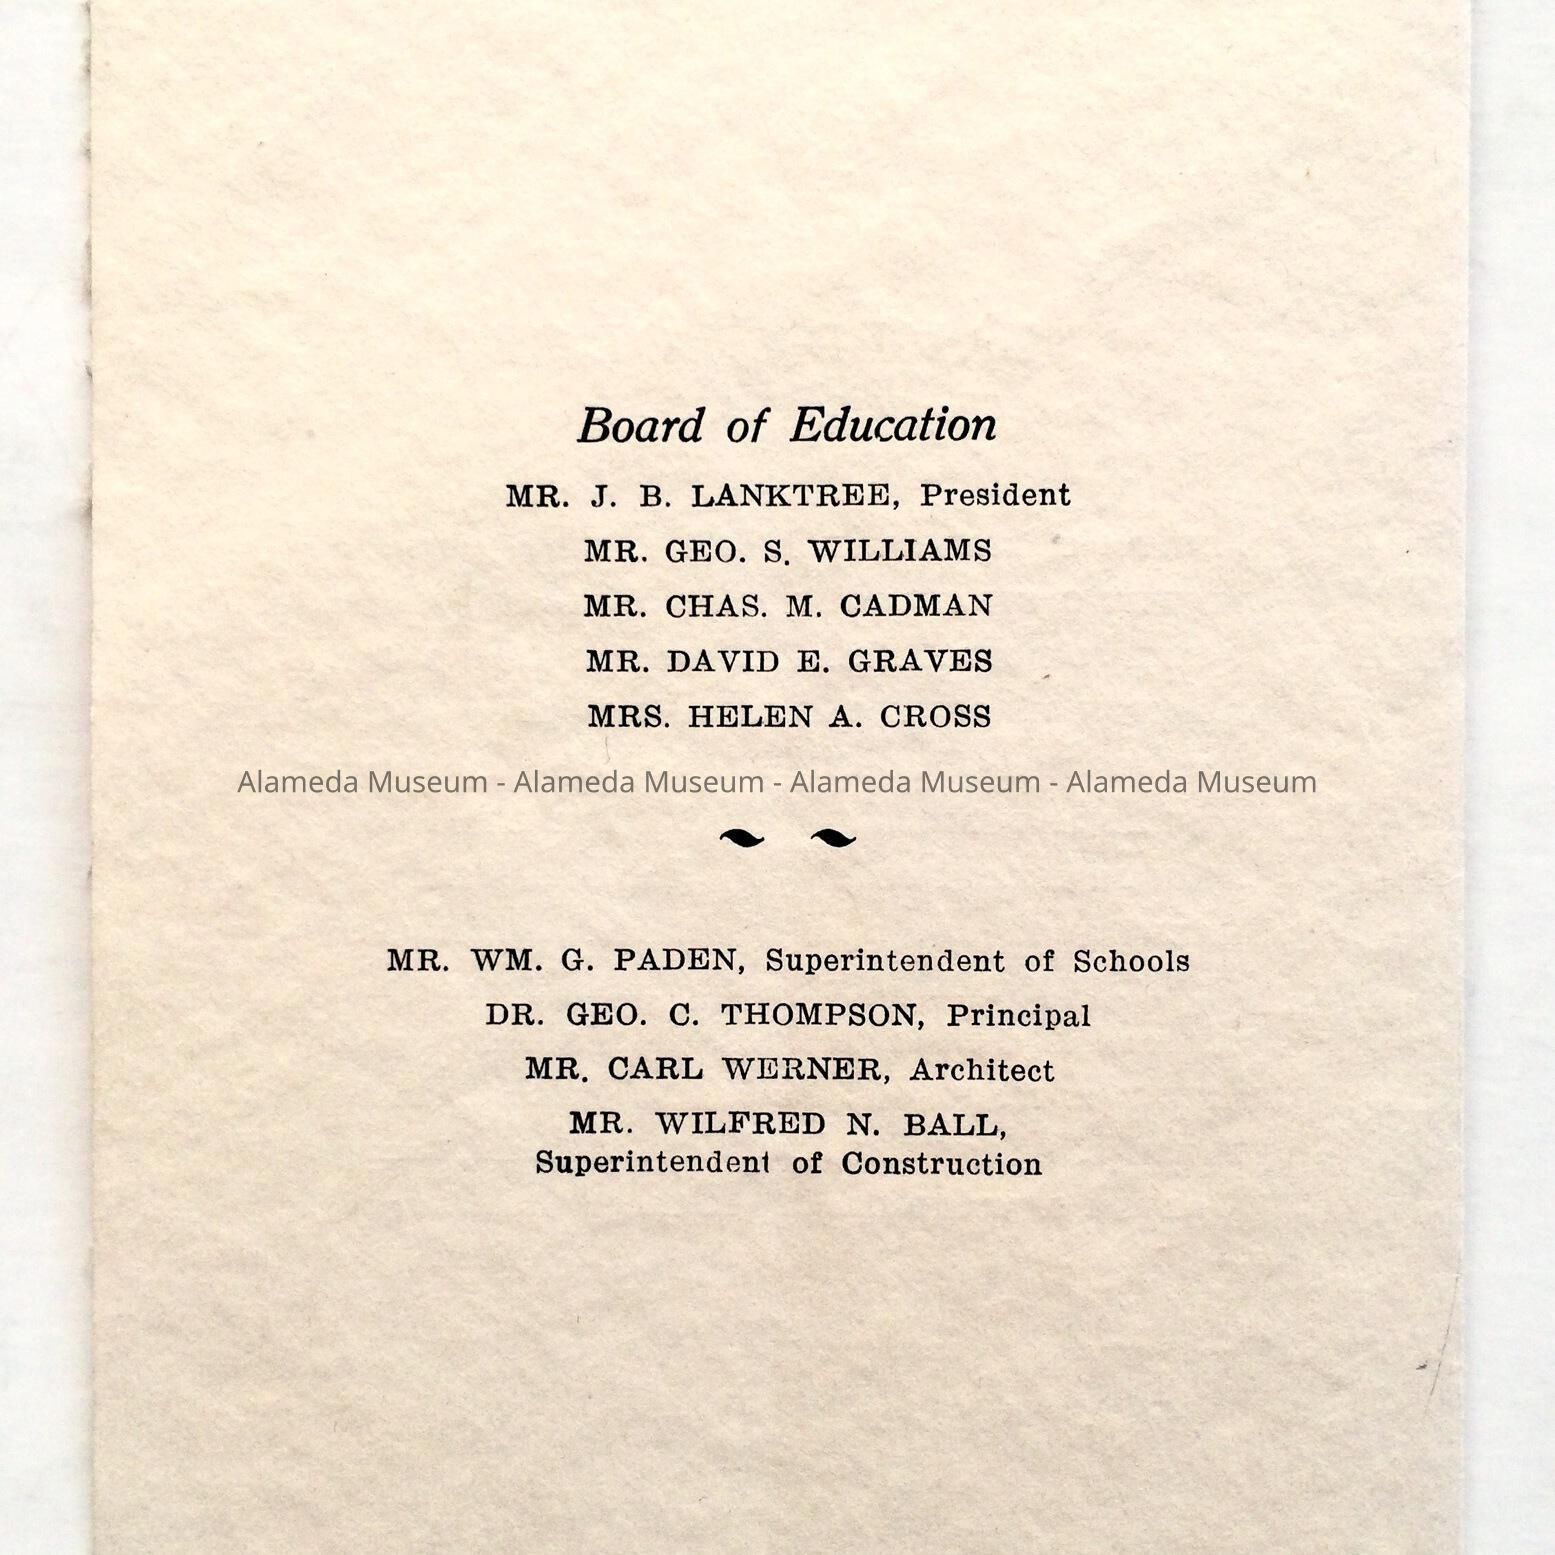 Board of Education
MR. J. B. LANKTREE, President
MR. GEO. S. WILLIAMS
MR. CHAS. M. CADMAN
MR. DAVID E. GRAVES
MRS. HELEN A. CROSS
Alameda Museum - Alameda Museum - Alameda Museum - Alameda Museum
MR. WM. G. PADEN, Superintendent of Schools
DR. GEO. C. THOMPSON, Principal
MR. CARL WERNER, Architect
MR. WILFRED N. BALL,
Superintendent of Construction